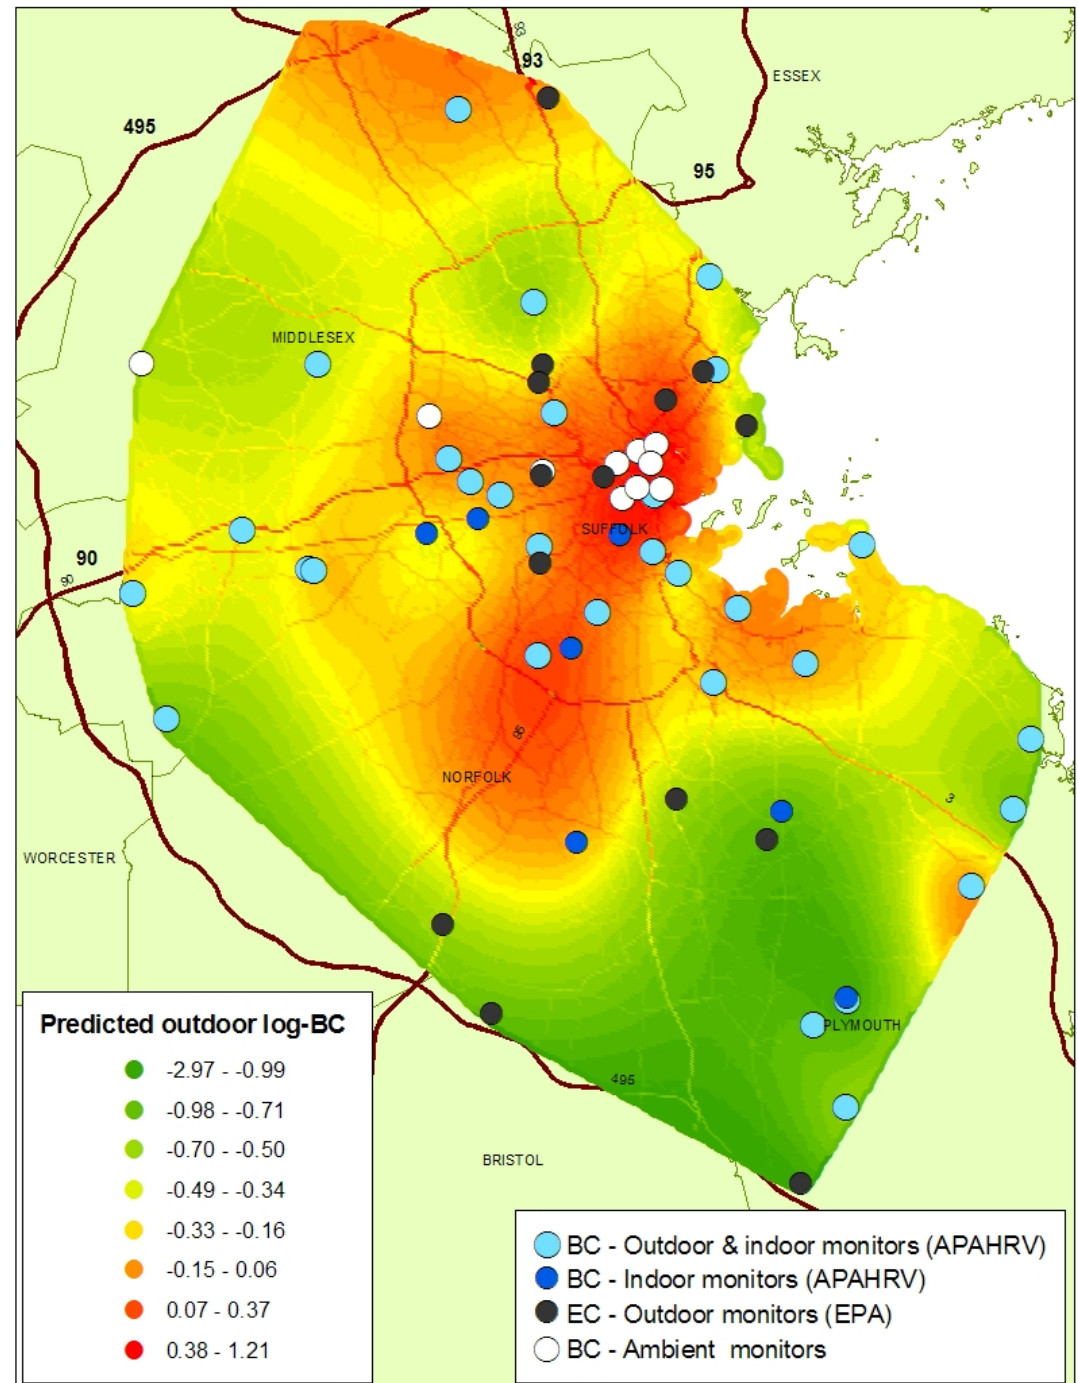 93
93
ESSEX
495
95
MIDDLESEX
SUFFOLK
90
90
95
NORFOLK
3
WORCESTER
PLYMOUTH
495
BRISTOL
Predicted outdoor log-BC
-2.97 - -0.99
-0.98 - -0.71
-0.70 - -0.50
-0.49 - -0.34
-0.33 - -0.16
-0.15 - 0.06
0.07 - 0.37
0.38 - 1.21
BC - Outdoor & indoor monitors (APAHRV)
BC - Indoor monitors (APAHRV)
EC - Outdoor monitors (EPA)
BC - Ambient monitors